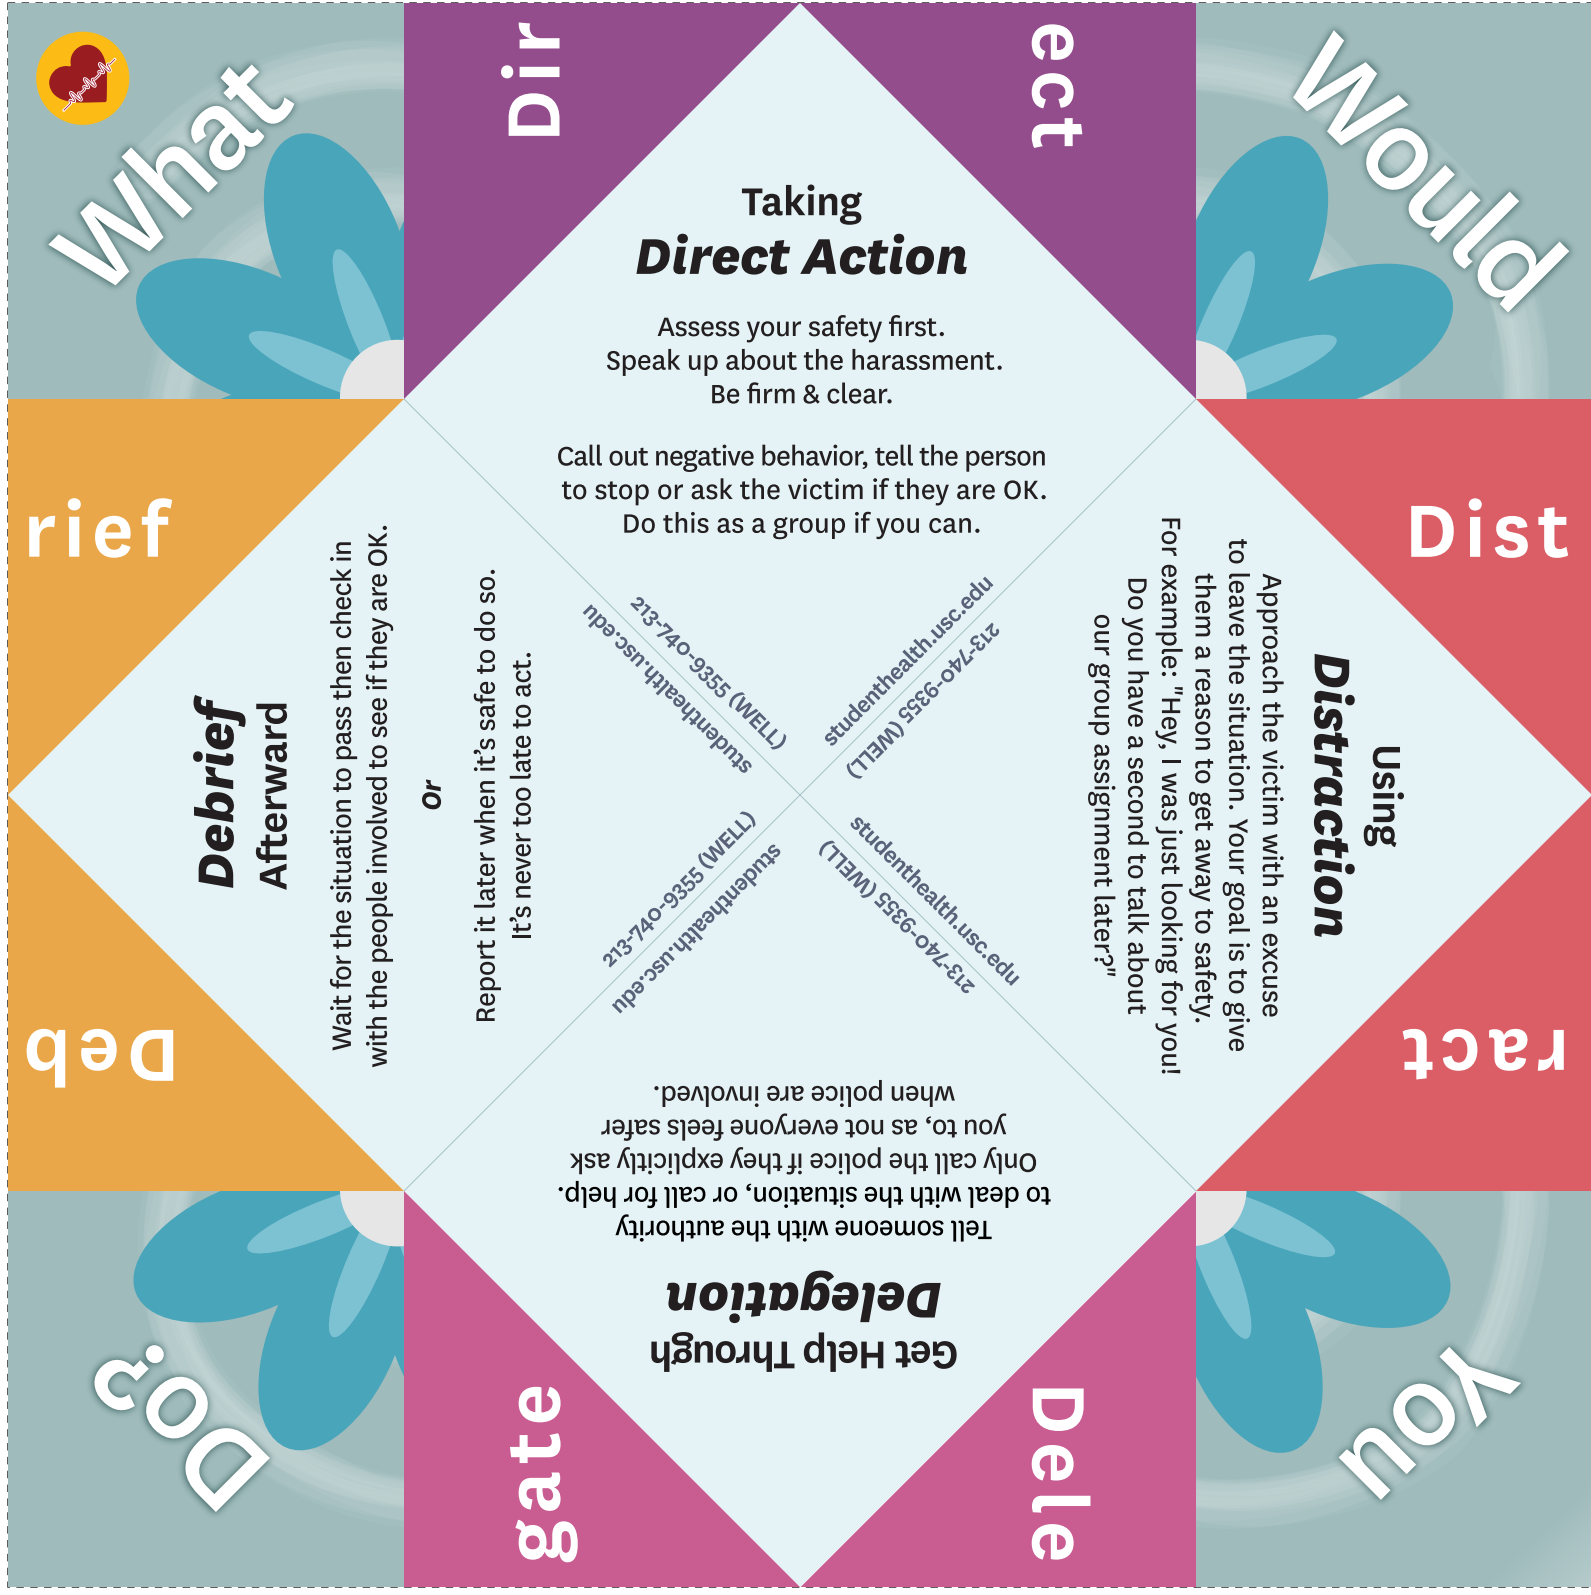 What
Dir
ect
Would
Taking
Direct Action
Assess your safety first.
Speak up about the harassment.
Be firm & clear.
Call out negative behavior, tell the person
to stop or ask the victim if they are OK.
Do this as a group if you can.
Dist
ract
Using
Distraction
Approach the victim with an excuse
to leave the situation. Your goal is to give
them a reason to get away to safety.
For example: "Hey, I was just looking for you!
Do you have a second to talk about
our group assignment later?"
You
Dele
gate
Get Help Through
Delegation
Tell someone with the authority
to deal with the situation, or call for help.
Only call the police if they explicitly ask
you to, as not everyone feels safer
when police are involved.
Do?
Deb
rief
Debrief
Afterward
Wait for the situation to pass then check in
with the people involved to see if they are OK.
or
Report it later when it's safe to do so.
It's never too late to act.
213-740-9355 (WELL)
studenthealth.usc.edu
studenthealth.usc.edu
213-740-9355 (WELL)
studenthealth.usc.edu
213-740-9355 (WELL)
213-740-9355 (WELL)
studenthealth.usc.edu